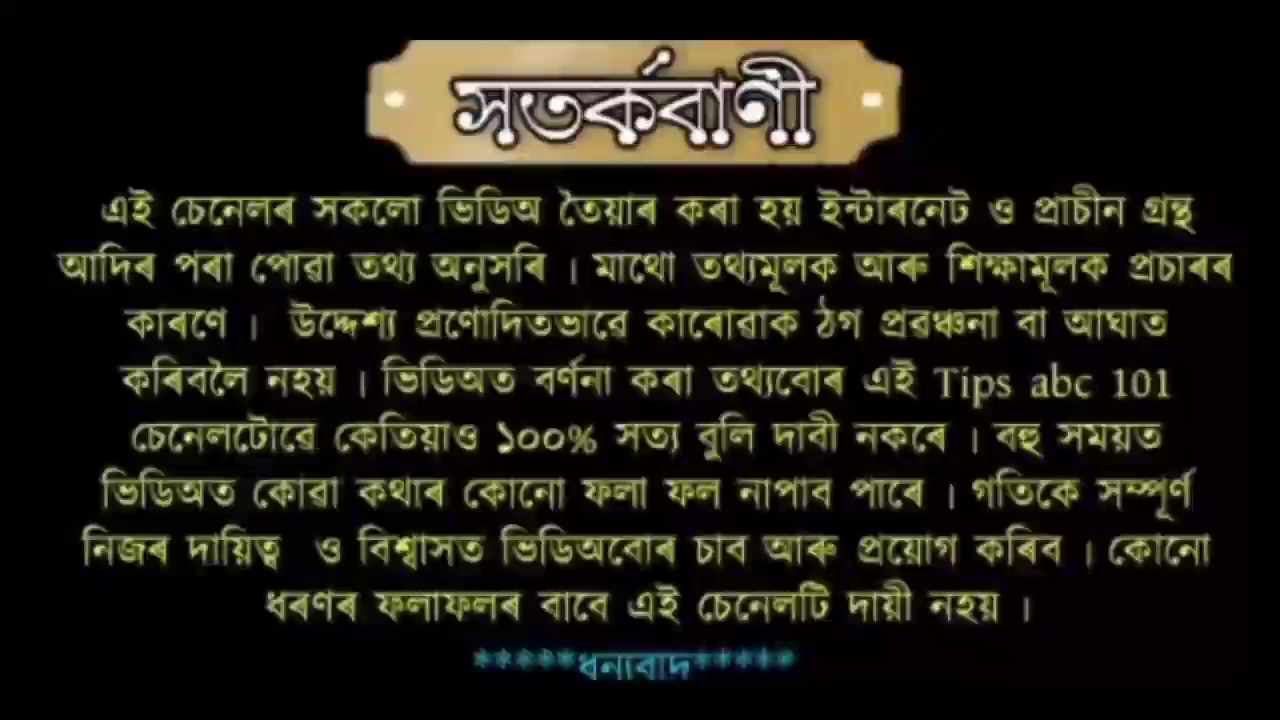 সতৰ্কবাণী
এই চেনেলৰ সকলো ভিডিঅ তৈয়াৰ কৰা হয় ইন্টাৰনেট ও প্ৰাচীন গ্ৰন্থ
আদিৰ পৰা পোৱা তথ্য অনুসৰি । মাথো তথ্যমূলক আৰু শিক্ষামূলক প্ৰচাৰৰ
কাৰণে । উদ্দেশ্য প্ৰণোদিতভাৱে কাৰোৱাক ঠগ প্ৰৱঞ্চনা বা আঘাত
কৰিবলৈ নহয় । ভিডিঅত বৰ্ণনা কৰা তথ্যবোৰ এই Tips abc 101
চেনেলটোৱে কেতিয়াও ১০০% সত্য বুলি দাবী নকৰে । বহু সময়ত
ভিডিঅত কোৱা কথাৰ কোনো ফলা ফল নাপাব পাৰে । গতিকে সম্পূৰ্ণ
নিজৰ দায়িত্ব ও বিশ্বাসত ভিডিঅবোৰ চাব আৰু প্ৰয়োগ কৰিব । কোনো
ধৰণৰ ফলাফলৰ বাবে এই চেনেলটি দায়ী নহয় ।
*****ধন্যবাদ*****